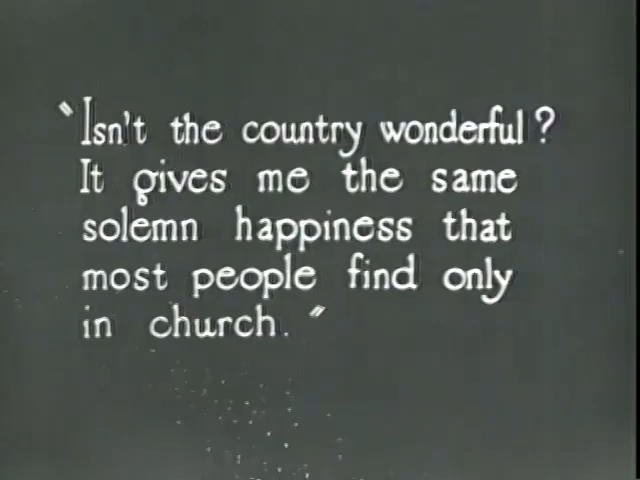 "Isn't the country wonderful?
It gives me the same
solemn happiness that
most people find only
in church."